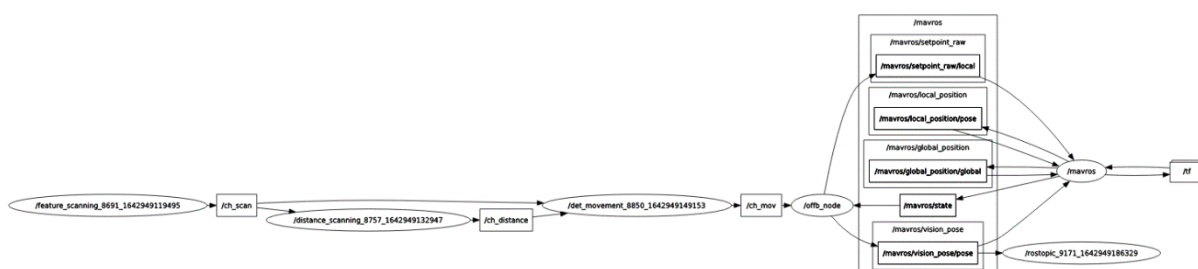 /mavros
/mavros/setpoint_raw
/mavros/setpoint_raw/local
/mavros/local_position
/mavros/local_position/pose
/mavros/global_position
/mavros/global_position/global
/mavros
/tf
/feature_scanning_8691_1642949119495
/ch_scan
/det_movement_8850_1642949149153
/ch_mov
/offb_node
/mavros/state
/distance_scanning_8757_1642949132947
/ch_distance
/mavros/vision_pose
/mavros/vision_pose/pose
/rostopic_9171_1642949186329